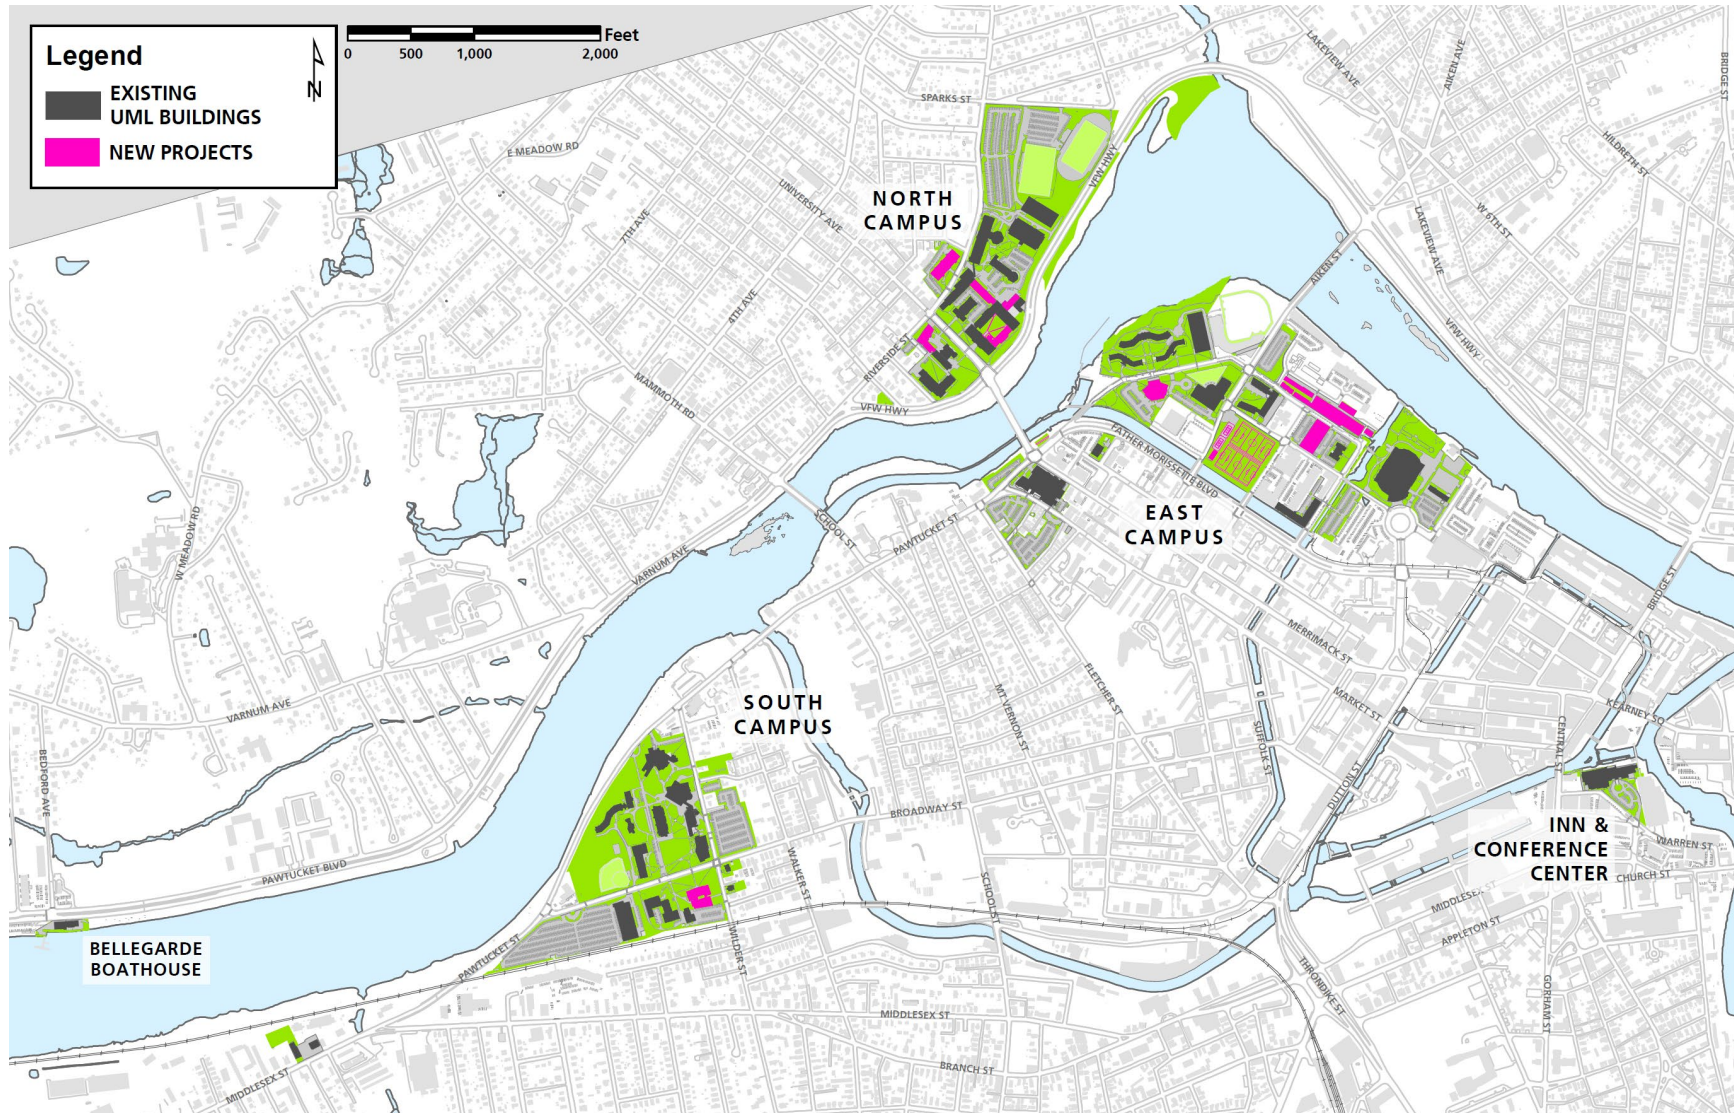 Legend
N
EXISTING
UML BUILDINGS
NEW PROJECTS
Feet
0 500 1,000 2,000
SPARKS ST
E MEADOW RD
LAKEVIEW AVE
AIKEN AVE
BRIDGE ST
HILDRETH ST
VFW HWY
UNIVERSITY AVE
NORTH
CAMPUS
7TH AVE
W 6TH ST
LAKEVIEW AVE
AIKEN ST
4TH AVE
VFW HWY
RIVERSIDE ST
MAMMOTH RD
VFW HWY
FATHER MORISSETTE BLVD
EAST
CAMPUS
W MEADOW RD
SCHOOL ST
PAWTUCKET ST
VARNUM AVE
BRIDGE ST
MERRIMACK ST
FLETCHER ST
MT VERNON ST
MARKET ST
KEARNEY SQ
CENTRAL ST
SUFFOLK ST
SOUTH
CAMPUS
VARNUM AVE
BEDFORD AVE
DUTTON ST
BROADWAY ST
INN &
CONFERENCE
CENTER
WARREN ST
CHURCH ST
PAWTUCKET BLVD
WALKER ST
SCHOOL ST
MIDDLESEX ST
APPLETON ST
BELLEGARDE
BOATHOUSE
PAWTUCKET ST
WILDER ST
THRONDIKE ST
GORHAM ST
MIDDLESEX ST
BRANCH ST
MIDDLESEX ST